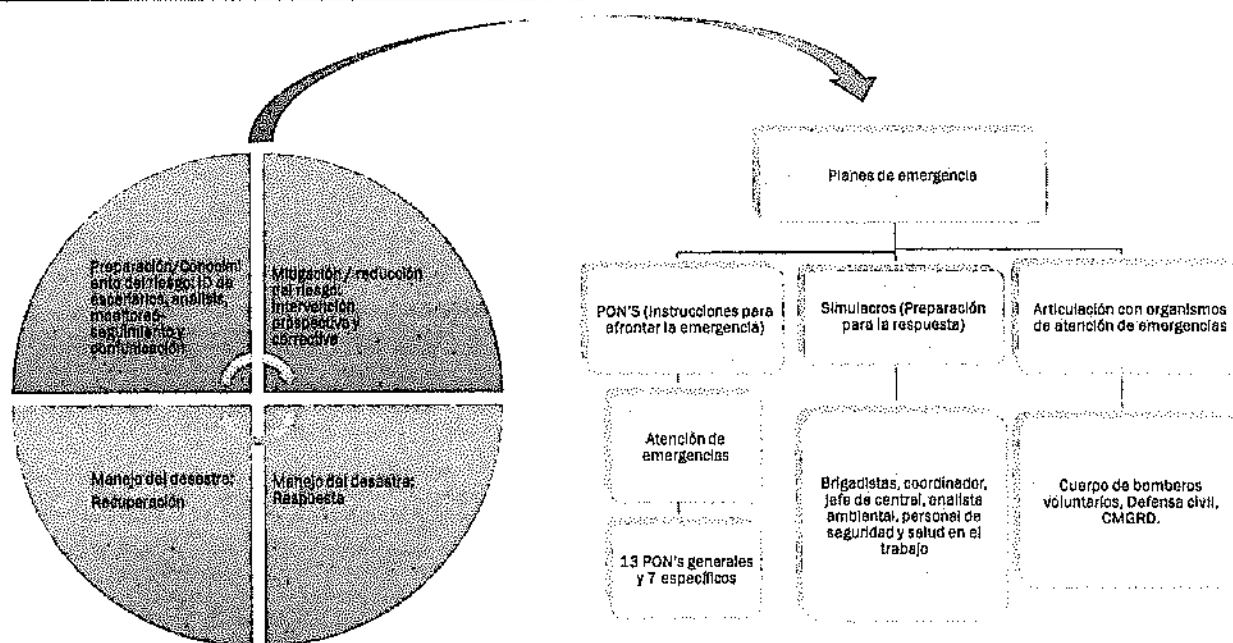 Preparación/Conocimi
ento del riesgo: ID de
escenarios, análisis,
monitoreo-
seguimiento y
comunicación
Mitigación / reducción
del riesgo:
Intervención
prospectiva y
correctiva
Manejo del desastre:
Recuperación
Manejo del desastre:
Respuesta
Planes de emergencia
PON'S (Instrucciones para
afrontar la emergencia)
Simulacros (Preparación
para la respuesta)
Articulación con organismos
de atención de emergencias
Atención de
emergencias
Brigadistas, coordinador,
jefe de central, analista
ambiental, personal de
seguridad y salud en el
trabajo
Cuerpo de bomberos
voluntarios, Defensa civil,
CMGRD.
13 PON's generales
y 7 específicos